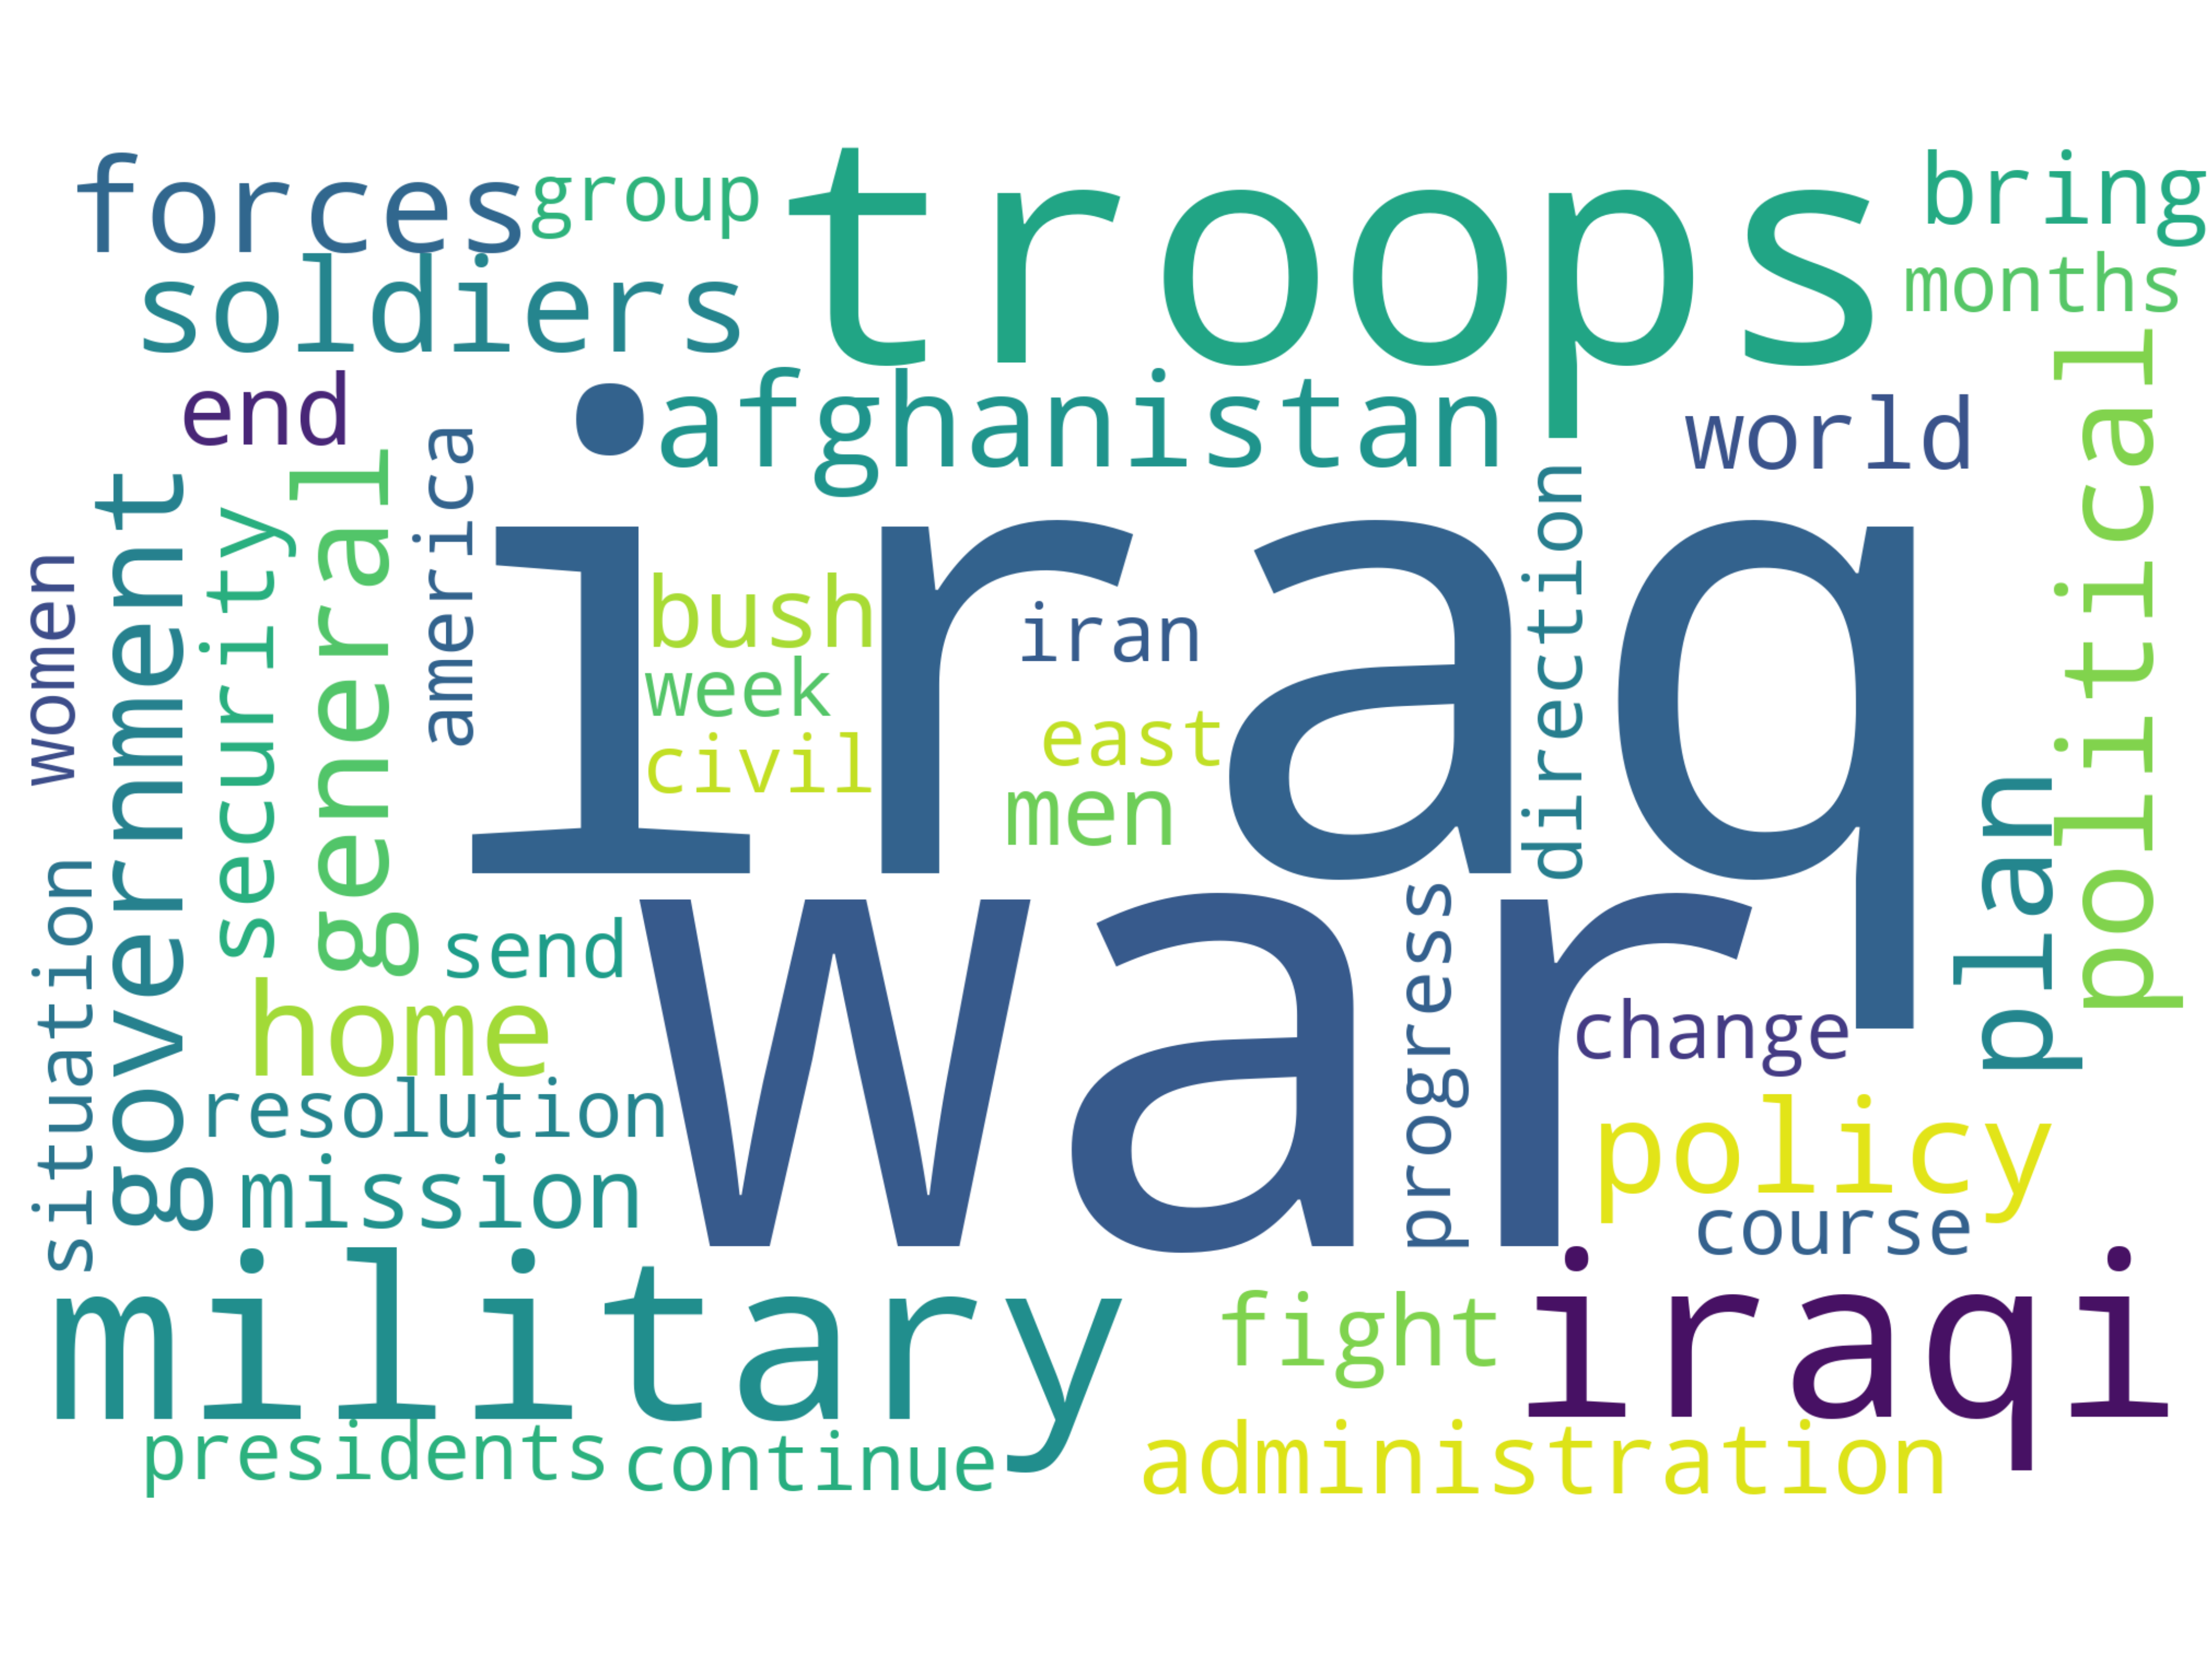 forces
group
troops
bring
soldiers
months
end
afghanistan
world
political
america
government
security
general
women
iraq
direction
bush
iran
week
east
civil
men
plan
situation
send
war
progress
home
change
resolution
policy
mission
course
military
fight
iraqi
presidents
continue
administration